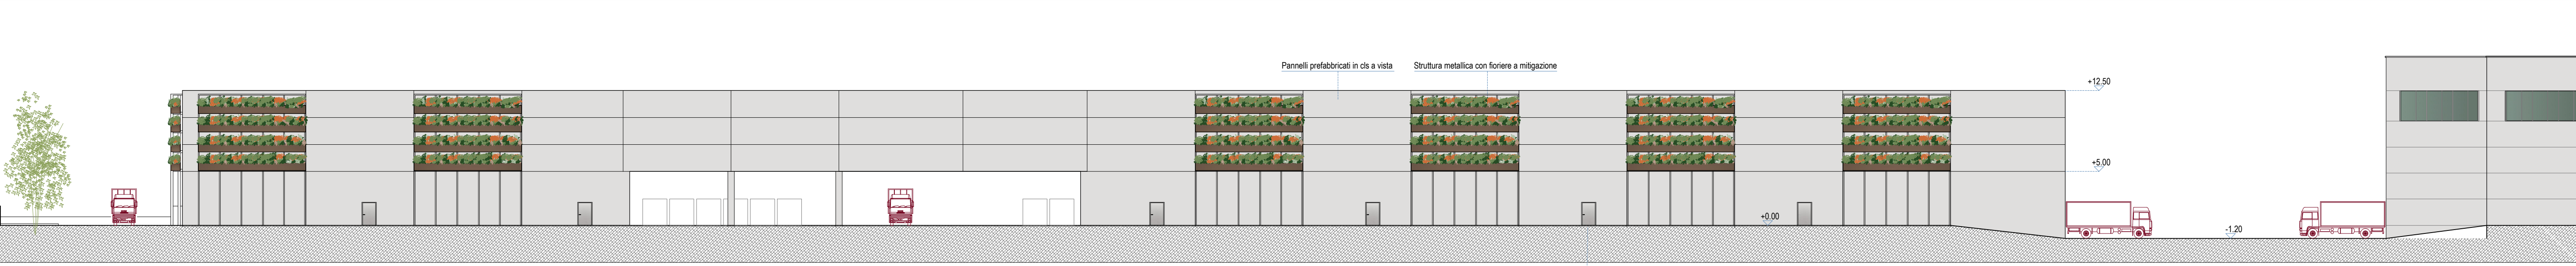 Pannelli prefabbricati in cls a vista
Struttura metallica con fioriere a mitigazione
+12,50
+5,00
+0.00
-1.20